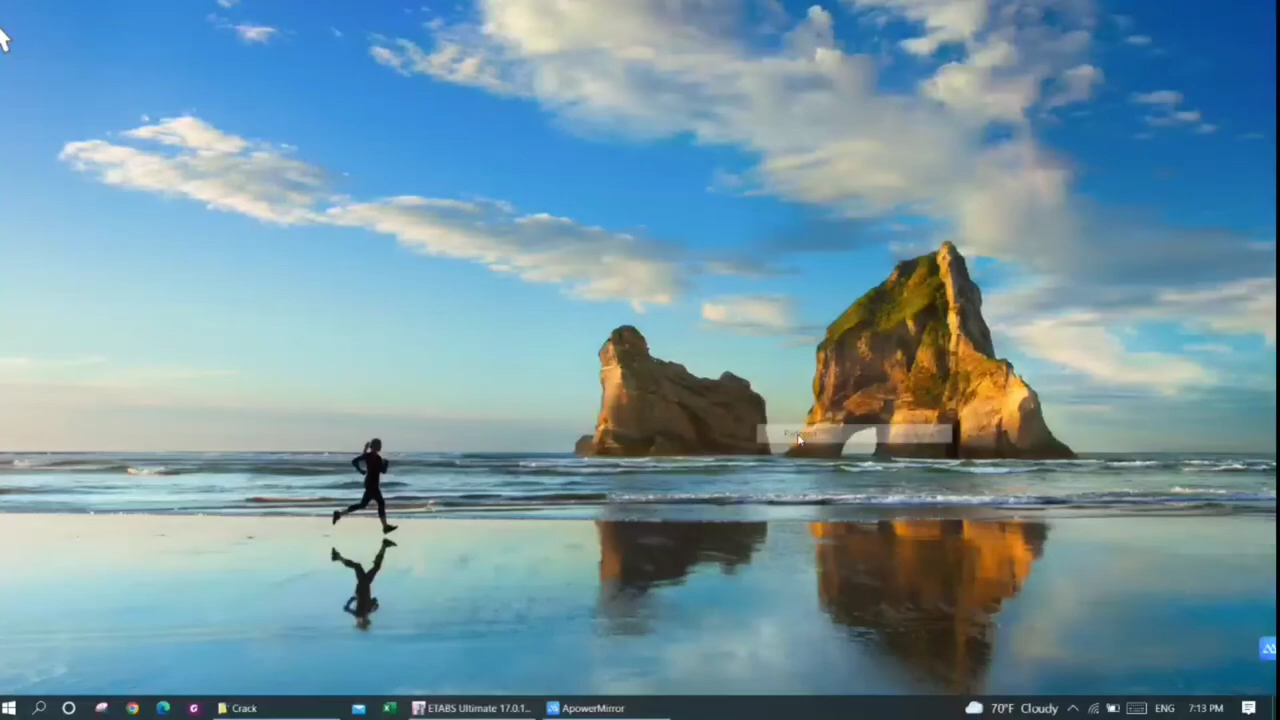 Crack
ETABS Ultimate 17.0.1...
ApowerMirror
70°F Cloudy
ENG
7:13 PM